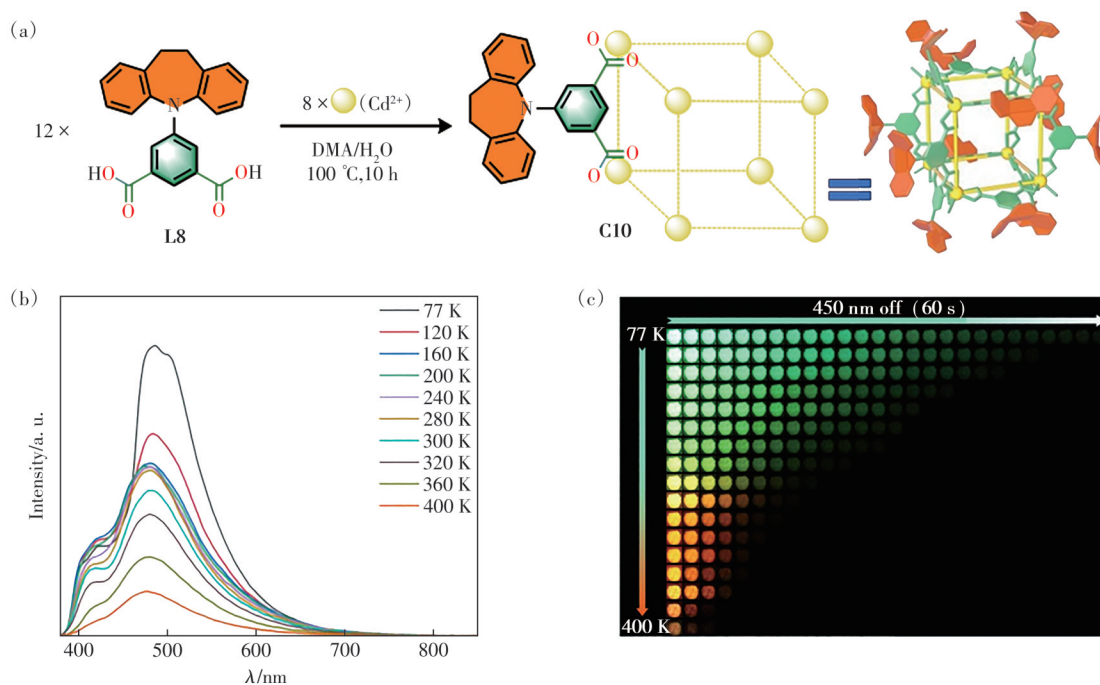 (a)
N
12 ×
HO
OH
O
O
L8
8 × (Cd²⁺)
DMA/H₂O
100 ℃,10 h
O
O
N
O
O
C10
(b)
77 K
120 K
160 K
200 K
240 K
280 K
300 K
320 K
360 K
400 K
Intensity/a. u.
400
500
600
700
800
λ/nm
(c)
450 nm off (60 s)
77 K
400 K